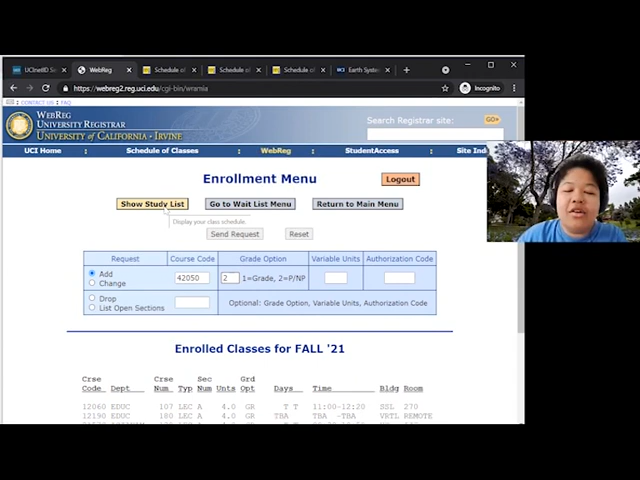 UCInetID Se
WebReg
Schedule of
Schedule of
Schedule of
Earth System
Incognito
https://webreg2.reg.uci.edu/cgi-bin/wramia
CONTACT US FAQ
WEBREG
UNIVERSITY REGISTRAR
UNIVERSITY OF CALIFORNIA · IRVINE
Search Registrar site:
GO»
UCI Home : Schedule of Classes : WebReg : StudentAccess : Site Ind
Enrollment Menu
Logout
Show Study List
Go to Wait List Menu
Return to Main Menu
Display your class schedule.
Send Request
Reset
Request Course Code Grade Option Variable Units Authorization Code
Add
Change
42050
2 1=Grade, 2=P/NP
Drop
List Open Sections
Optional: Grade Option, Variable Units, Authorization Code
Enrolled Classes for FALL '21
Crse Crse Sec Grd
Code Dept Num Typ Num Units Opt Days Time Bldg Room
12060 EDUC 107 LEC A 4.0 GR T T 11:00-12:20 SSL 270
12190 EDUC 180 LEC A 4.0 GR TBA TBA -TBA VRTL REMOTE